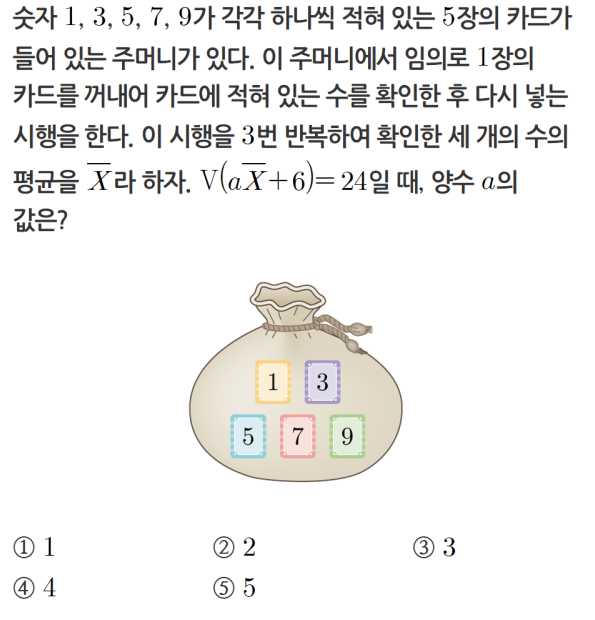 숫자 1, 3, 5, 7, 9가 각각 하나씩 적혀 있는 5장의 카드가
들어 있는 주머니가 있다. 이 주머니에서 임의로 1장의
카드를 꺼내어 카드에 적혀 있는 수를 확인한 후 다시 넣는
시행을 한다. 이 시행을 3번 반복하여 확인한 세 개의 수의
평균을 X̅라 하자. V(aX̅+6)=24일 때, 양수 a의
값은?
1 3
5 7 9
① 1 ② 2 ③ 3
④ 4 ⑤ 5